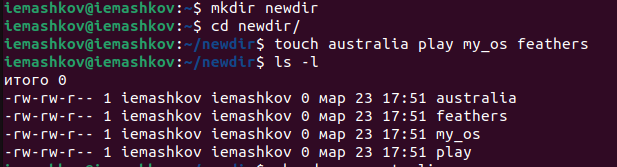 iemashkov@iemashkov:~$ mkdir newdir
iemashkov@iemashkov:~$ cd newdir/
iemashkov@iemashkov:~/newdir$ touch australia play my_os feathers
iemashkov@iemashkov:~/newdir$ ls -l
итого 0
-rw-rw-r-- 1 iemashkov iemashkov 0 мар 23 17:51 australia
-rw-rw-r-- 1 iemashkov iemashkov 0 мар 23 17:51 feathers
-rw-rw-r-- 1 iemashkov iemashkov 0 мар 23 17:51 my_os
-rw-rw-r-- 1 iemashkov iemashkov 0 мар 23 17:51 play